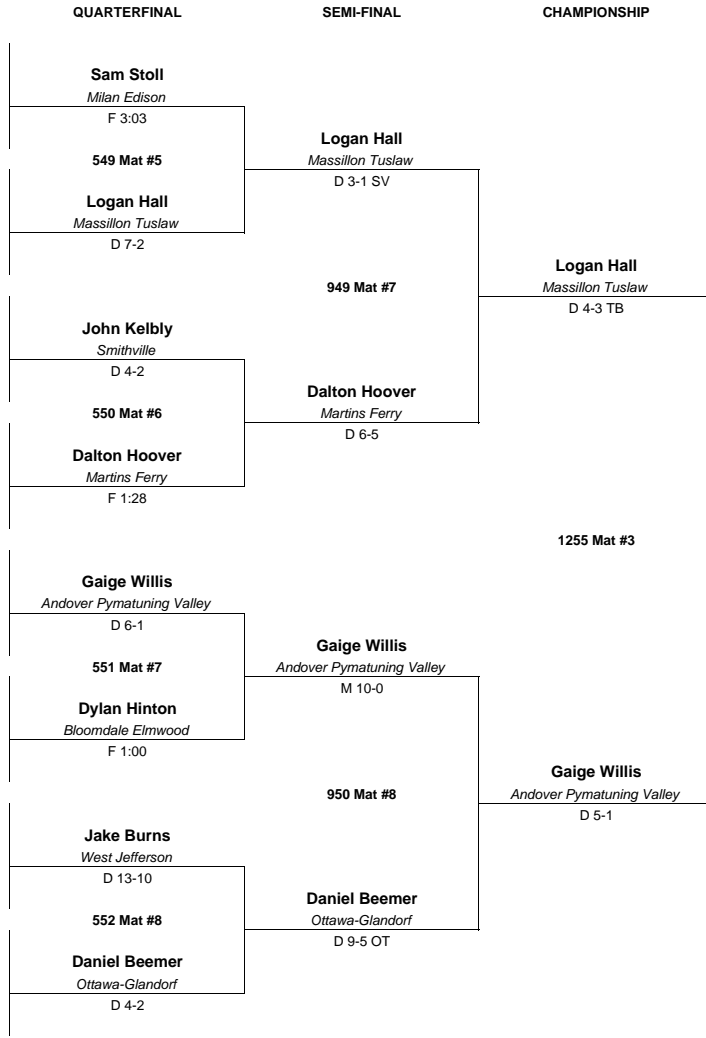 QUARTERFINAL SEMI-FINAL CHAMPIONSHIP
Sam Stoll
Milan Edison
F 3:03
549 Mat #5
Logan Hall
Massillon Tuslaw
D 7-2
John Kelbly
Smithville
D 4-2
550 Mat #6
Dalton Hoover
Martins Ferry
F 1:28
Gaige Willis
Andover Pymatuning Valley
D 6-1
551 Mat #7
Dylan Hinton
Bloomdale Elmwood
F 1:00
Jake Burns
West Jefferson
D 13-10
552 Mat #8
Daniel Beemer
Ottawa-Glandorf
D 4-2
Logan Hall
Massillon Tuslaw
D 3-1 SV
949 Mat #7
Dalton Hoover
Martins Ferry
D 6-5
Gaige Willis
Andover Pymatuning Valley
M 10-0
950 Mat #8
Daniel Beemer
Ottawa-Glandorf
D 9-5 OT
Logan Hall
Massillon Tuslaw
D 4-3 TB
1255 Mat #3
Gaige Willis
Andover Pymatuning Valley
D 5-1